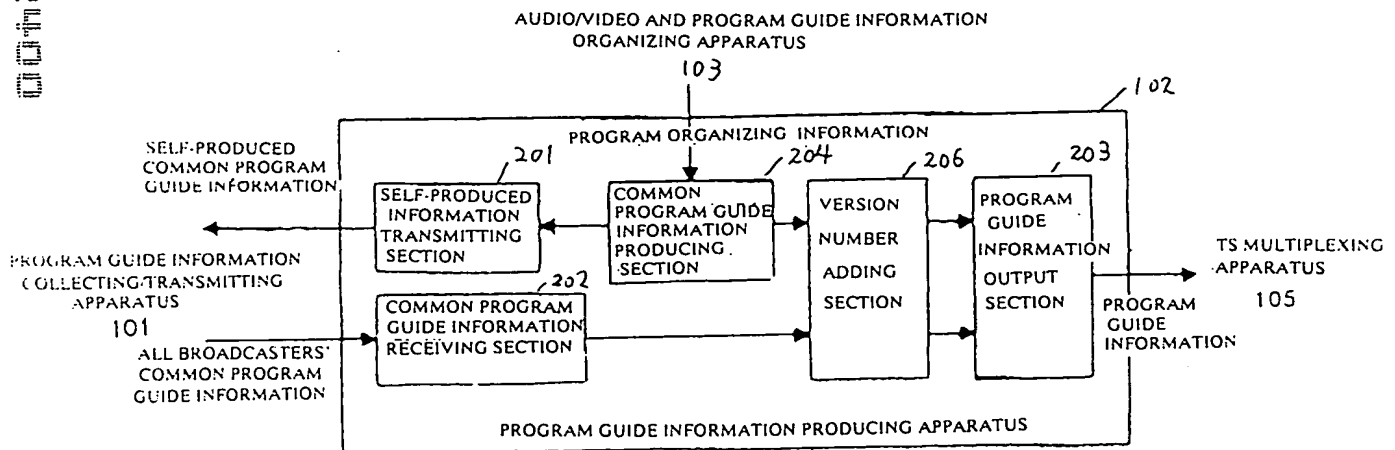 AUDIO/VIDEO AND PROGRAM GUIDE INFORMATION
ORGANIZING APPARATUS
103
102
PROGRAM ORGANIZING INFORMATION
SELF-PRODUCED
COMMON PROGRAM
GUIDE INFORMATION
201
SELF-PRODUCED
INFORMATION
TRANSMITTING
SECTION
204
COMMON
PROGRAM GUIDE
INFORMATION
PRODUCING
SECTION
206
VERSION
NUMBER
ADDING
SECTION
203
PROGRAM
GUIDE
INFORMATION
OUTPUT
SECTION
TS MULTIPLEXING
APPARATUS
105
PROGRAM
GUIDE
INFORMATION
PROGRAM GUIDE INFORMATION
COLLECTING/TRANSMITTING
APPARATUS
101
202
COMMON PROGRAM
GUIDE INFORMATION
RECEIVING SECTION
ALL BROADCASTERS'
COMMON PROGRAM
GUIDE INFORMATION
PROGRAM GUIDE INFORMATION PRODUCING APPARATUS